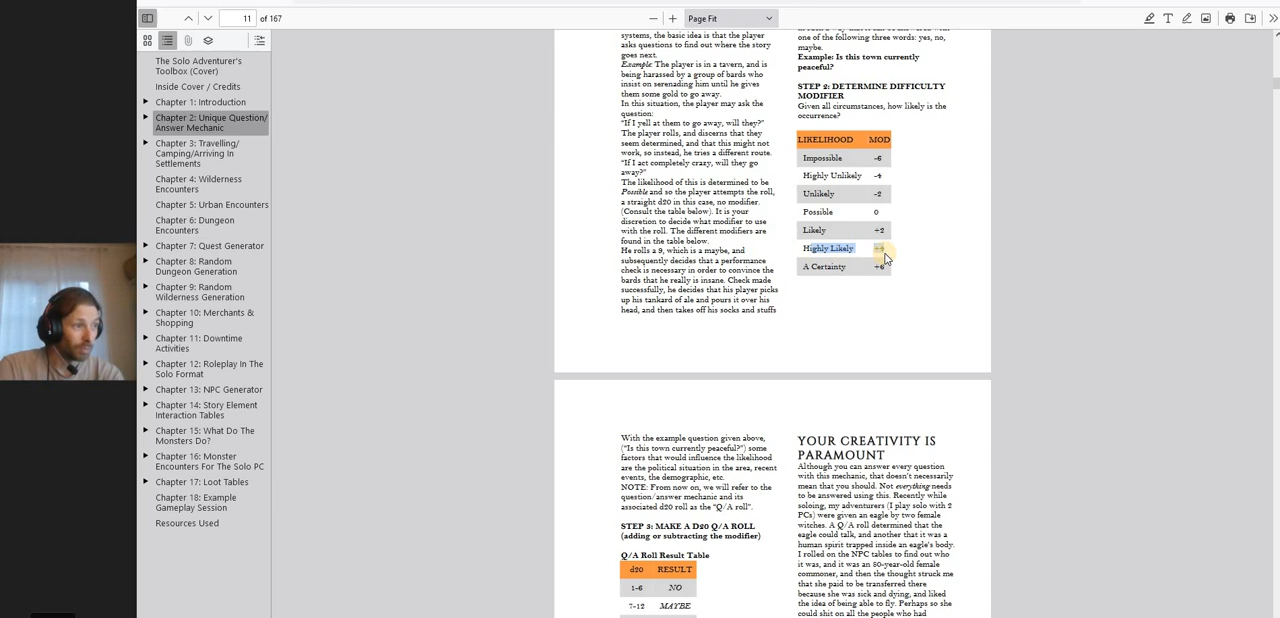 11 of 167
Page Fit
The Solo Adventurer's
Toolbox (Cover)
Inside Cover / Credits
Chapter 1: Introduction
Chapter 2: Unique Question/
Answer Mechanic
Chapter 3: Travelling/
Camping/Arriving In
Settlements
Chapter 4: Wilderness
Encounters
Chapter 5: Urban Encounters
Chapter 6: Dungeon
Encounters
Chapter 7: Quest Generator
Chapter 8: Random
Dungeon Generation
Chapter 9: Random
Wilderness Generation
Chapter 10: Merchants &
Shopping
Chapter 11: Downtime
Activities
Chapter 12: Roleplay In The
Solo Format
Chapter 13: NPC Generator
Chapter 14: Story Element
Interaction Tables
Chapter 15: What Do The
Monsters Do?
Chapter 16: Monster
Encounters For The Solo PC
Chapter 17: Loot Tables
Chapter 18: Example
Gameplay Session
Resources Used
systems, the basic idea is that the player
asks questions to find out where the story
goes next.
Example: The player is in a tavern, and is
being harassed by a group of bards who
insist on serenading him until he gives
them some gold to go away.
In this situation, the player may ask the
question:
“If I yell at them to go away, will they?”
The player rolls, and discerns that they
seem determined, and that this might not
work, so instead, he tries a different route.
“If I act completely crazy, will they go
away?”
The likelihood of this is determined to be
Possible and so the player attempts the roll,
a straight d20 in this case, no modifier.
(Consult the table below). It is your
discretion to decide what modifier to use
with the roll. The different modifiers are
found in the table below.
He rolls a 9, which is a maybe, and
subsequently decides that a performance
check is necessary in order to convince the
bards that he really is insane. Check made
successfully, he decides that his player picks
up his tankard of ale and pours it over his
head, and then takes off his socks and stuffs
one of the following three words: yes, no,
maybe.
Example: Is this town currently
peaceful?
STEP 2: DETERMINE DIFFICULTY
MODIFIER
Given all circumstances, how likely is the
occurrence?
LIKELIHOOD MOD
Impossible -6
Highly Unlikely -4
Unlikely -2
Possible 0
Likely +2
Highly Likely
A Certainty +6
With the example question given above,
(“Is this town currently peaceful?”) some
factors that would influence the likelihood
are the political situation in the area, recent
events, the demographic, etc.
NOTE: From now on, we will refer to the
question/answer mechanic and its
associated d20 roll as the “Q/A roll”.
STEP 3: MAKE A D20 Q/A ROLL
(adding or subtracting the modifier)
Q/A Roll Result Table
d20 RESULT
1-6 NO
7-12 MAYBE
YOUR CREATIVITY IS
PARAMOUNT
Although you can answer every question
with this mechanic, that doesn't necessarily
mean that you should. Not everything needs
to be answered using this. Recently while
soloing, my adventurers (I play solo with 2
PCs) were given an eagle by two female
witches. A Q/A roll determined that the
eagle could talk, and another that it was a
human spirit trapped inside an eagle's body.
I rolled on the NPC tables to find out who
it was, and it was an 80-year-old female
commoner, and then the thought struck me
that she paid to be transferred there
because she was sick and dying, and liked
the idea of being able to fly. Perhaps so she
could shit on all the people who had